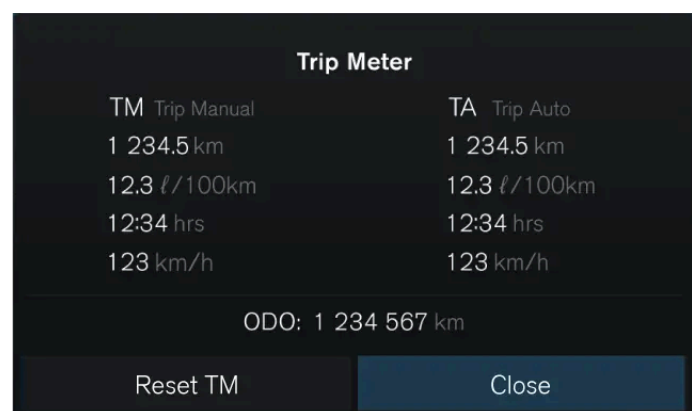 Trip Meter
TM Trip Manual
TA Trip Auto
1 234.5 km
1 234.5 km
12.3 ℓ/100km
12.3 ℓ/100km
12:34 hrs
12:34 hrs
123 km/h
123 km/h
ODO: 1 234 567 km
Reset TM
Close